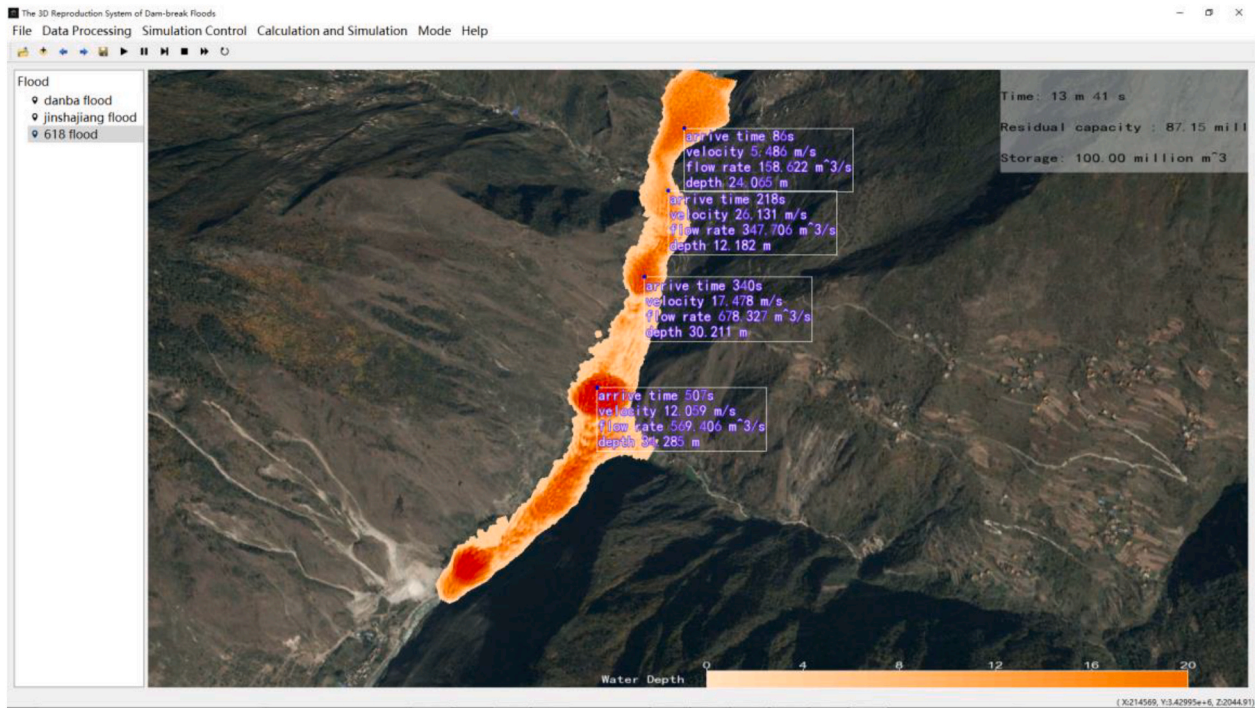 The 3D Reproduction System of Dam-break Floods
File Data Processing Simulation Control Calculation and Simulation Mode Help
Flood
danba flood
jinshajiang flood
618 flood
Time: 13 m 41 s
Residual capacity : 87.15 mill
Storage: 100.00 million m^3
arrive time 86s
velocity 5.486 m/s
flow rate 158.622 m^3/s
depth 24.065 m
arrive time 218s
velocity 26.131 m/s
flow rate 347.706 m^3/s
depth 12.182 m
arrive time 340s
velocity 17.478 m/s
flow rate 678.327 m^3/s
depth 30.211 m
arrive time 507s
velocity 12.059 m/s
flow rate 569.406 m^3/s
depth 34.285 m
0 4 8 12 16 20
Water Depth
( X:214569, Y:3.42995e+6, Z:2044.91)